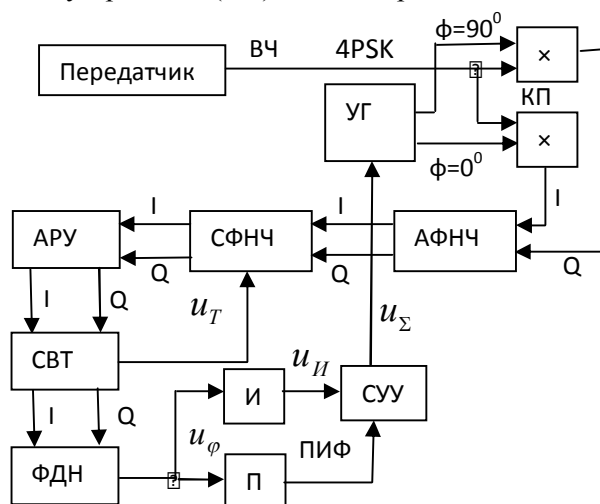 ВЧ 4PSK ϕ=90⁰
Передатчик
×
КП
УГ
×
ϕ=0⁰
I
I I
АРУ СФНЧ АФНЧ
Q Q Q
I Q
u_T u_Σ
СВТ
u_И
I Q
И СУУ
u_φ
ПИФ
ФДН П